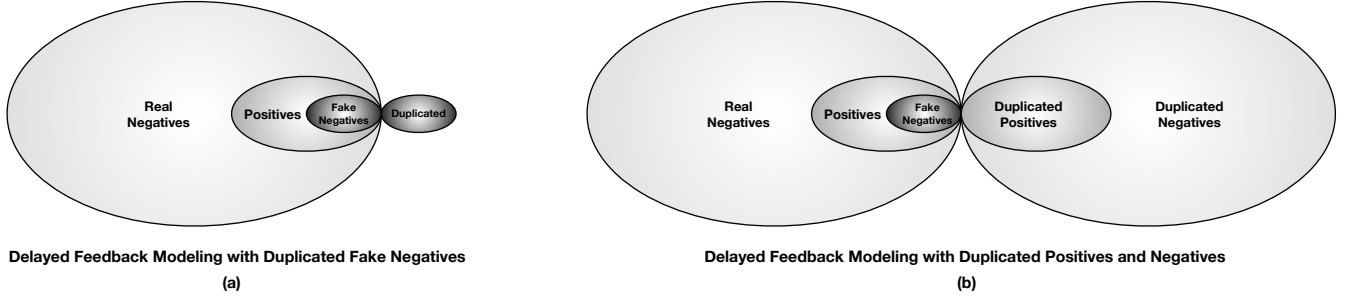 Real
Negatives
Positives
Fake
Negatives
Duplicated
Delayed Feedback Modeling with Duplicated Fake Negatives
(a)
Real
Negatives
Positives
Fake
Negatives
Duplicated
Positives
Duplicated
Negatives
Delayed Feedback Modeling with Duplicated Positives and Negatives
(b)